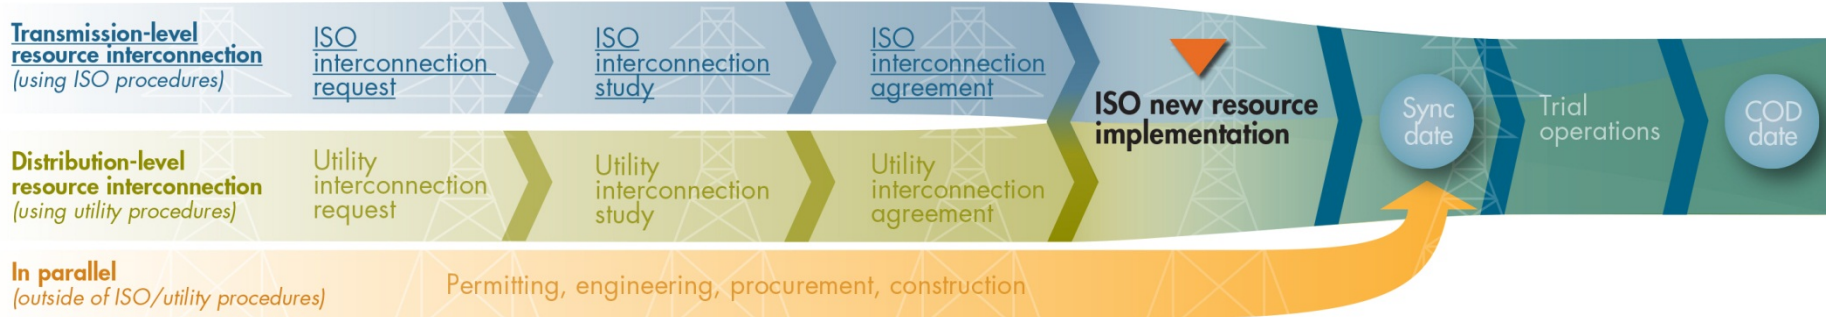 Transmission-level
resource interconnection
(using ISO procedures)
ISO
interconnection
request
ISO
interconnection
study
ISO
interconnection
agreement
ISO new resource
implementation
Sync
date
Trial
operations
COD
date
Distribution-level
resource interconnection
(using utility procedures)
Utility
interconnection
request
Utility
interconnection
study
Utility
interconnection
agreement
In parallel
(outside of ISO/utility procedures)
Permitting, engineering, procurement, construction